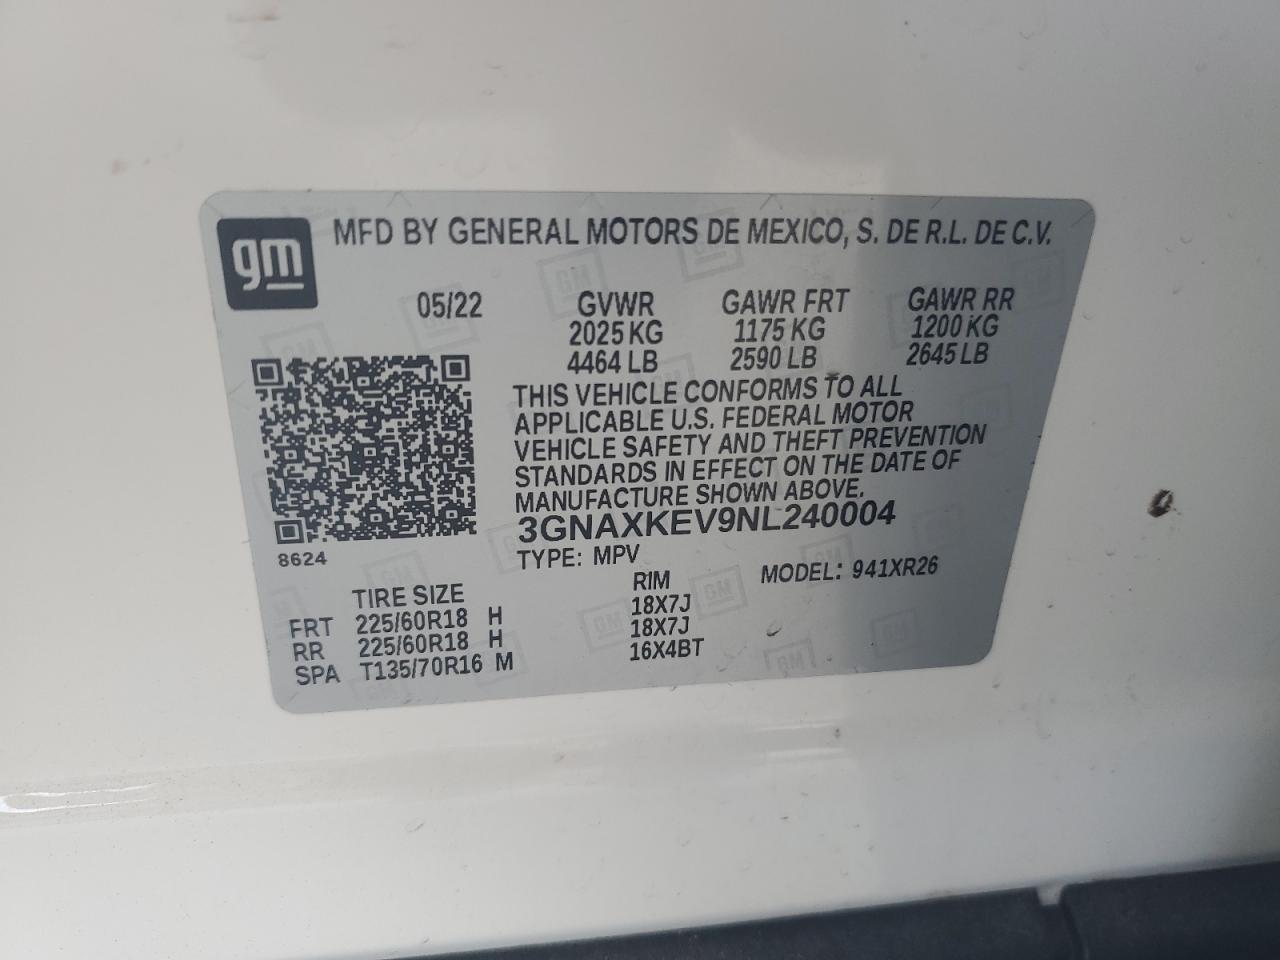 gm
MFD BY GENERAL MOTORS DE MEXICO, S. DE R.L. DE C.V.
05/22 GVWR GAWR FRT GAWR RR
2025 KG 1175 KG 1200 KG
4464 LB 2590 LB 2645 LB
THIS VEHICLE CONFORMS TO ALL
APPLICABLE U.S. FEDERAL MOTOR
VEHICLE SAFETY AND THEFT PREVENTION
STANDARDS IN EFFECT ON THE DATE OF
MANUFACTURE SHOWN ABOVE.
3GNAXKEV9NL240004
8624
TYPE: MPV MODEL: 941XR26
TIRE SIZE RIM
FRT 225/60R18 H 18X7J
RR 225/60R18 H 18X7J
SPA T135/70R16 M 16X4BT